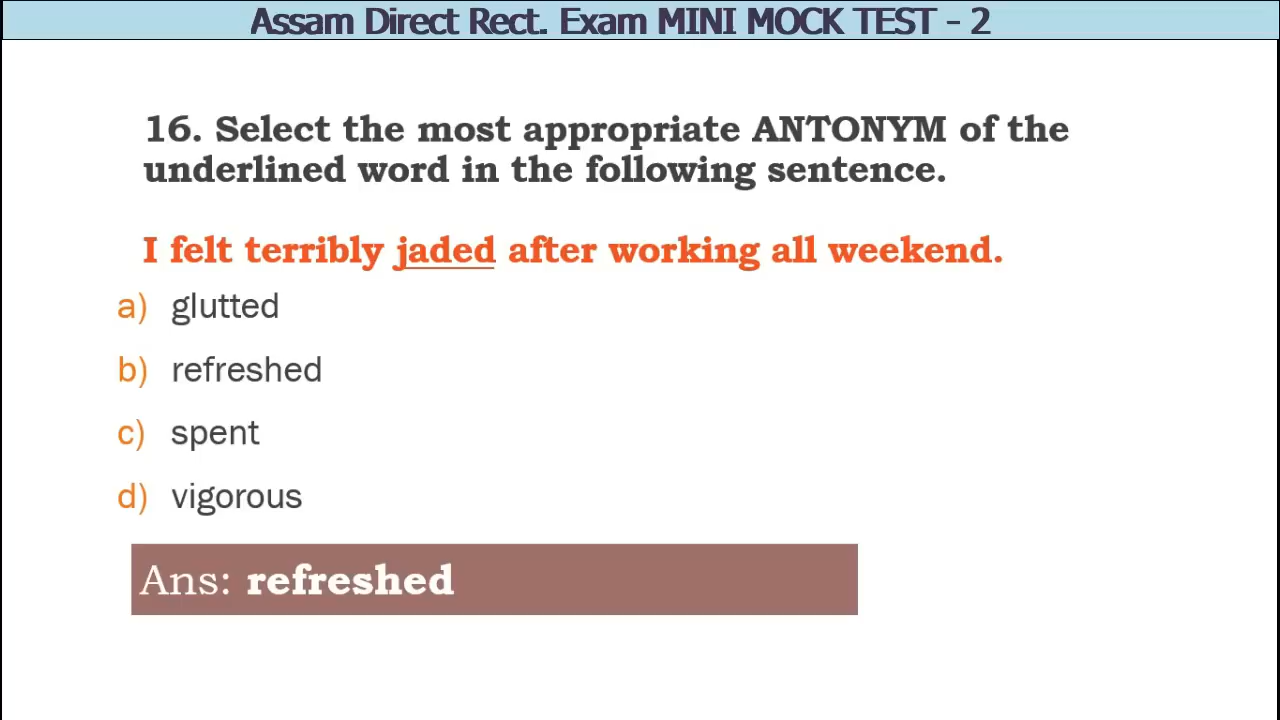 Assam Direct Rect. Exam MINI MOCK TEST - 2
16. Select the most appropriate ANTONYM of the
underlined word in the following sentence.
I felt terribly jaded after working all weekend.
a) glutted
b) refreshed
c) spent
d) vigorous
Ans: refreshed